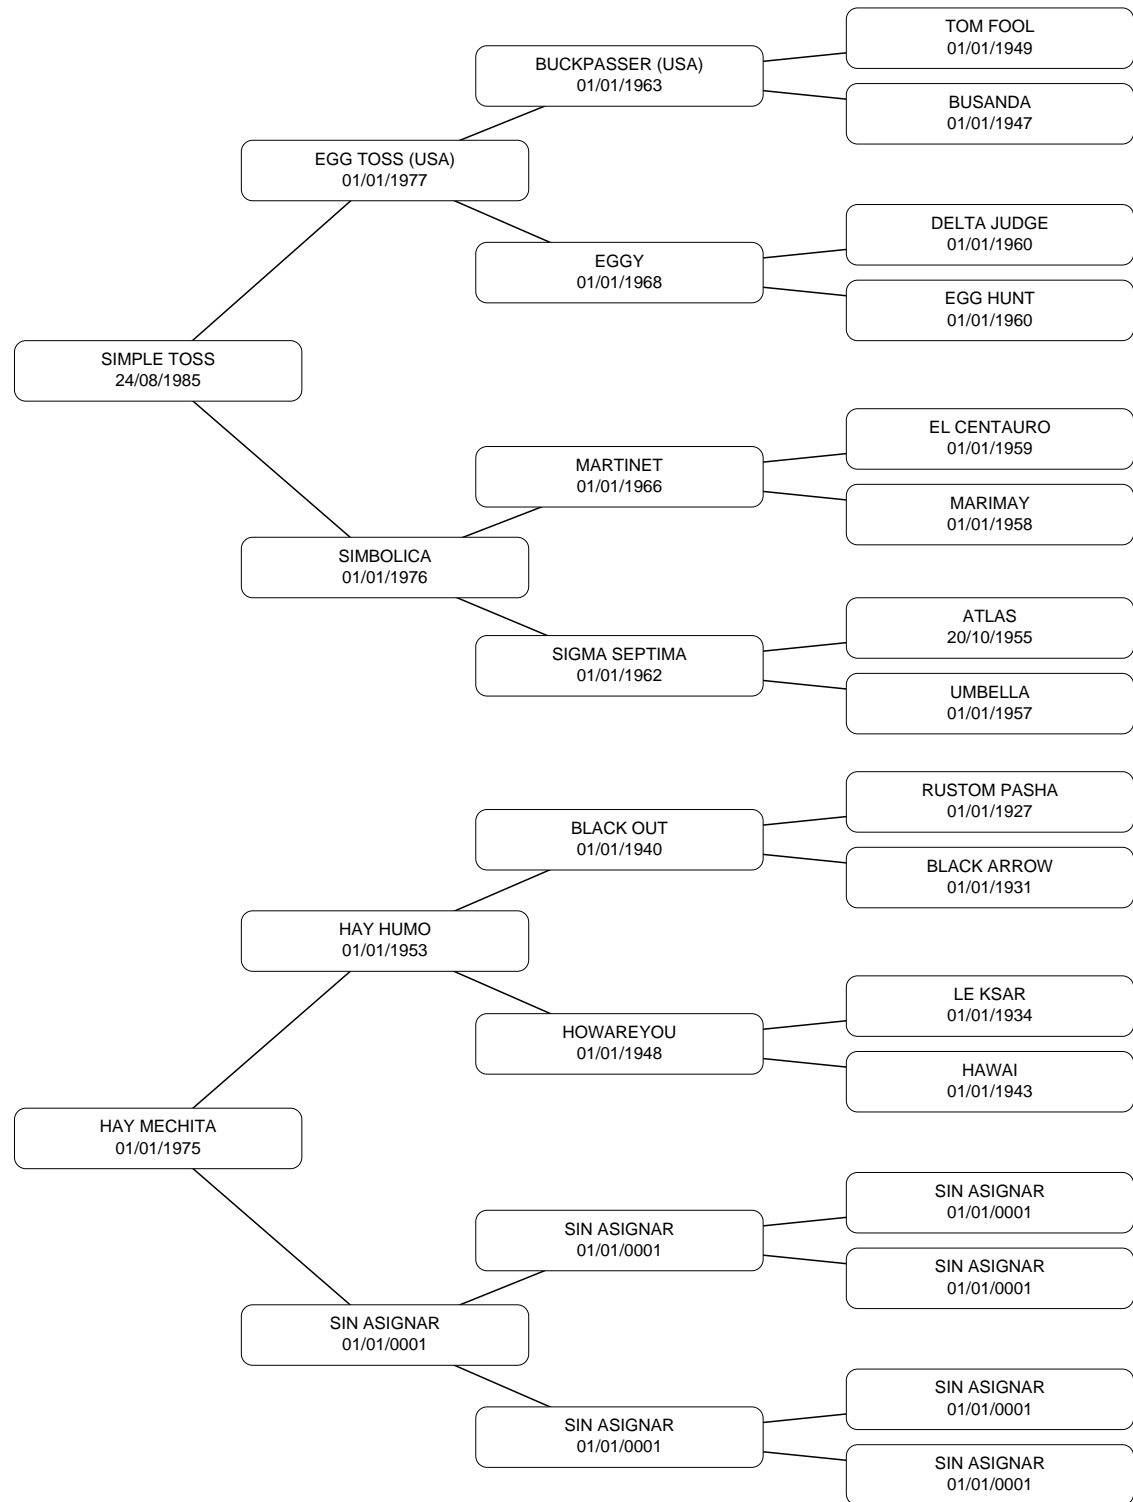 TOM FOOL
01/01/1949
BUCKPASSER (USA)
01/01/1963
BUSANDA
01/01/1947
EGG TOSS (USA)
01/01/1977
DELTA JUDGE
01/01/1960
EGGY
01/01/1968
EGG HUNT
01/01/1960
SIMPLE TOSS
24/08/1985
EL CENTAURO
01/01/1959
MARTINET
01/01/1966
MARIMAY
01/01/1958
SIMBOLICA
01/01/1976
ATLAS
20/10/1955
SIGMA SEPTIMA
01/01/1962
UMBELLA
01/01/1957
RUSTOM PASHA
01/01/1927
BLACK OUT
01/01/1940
BLACK ARROW
01/01/1931
HAY HUMO
01/01/1953
LE KSAR
01/01/1934
HOWAREYOU
01/01/1948
HAWAI
01/01/1943
HAY MECHITA
01/01/1975
SIN ASIGNAR
01/01/0001
SIN ASIGNAR
01/01/0001
SIN ASIGNAR
01/01/0001
SIN ASIGNAR
01/01/0001
SIN ASIGNAR
01/01/0001
SIN ASIGNAR
01/01/0001
SIN ASIGNAR
01/01/0001